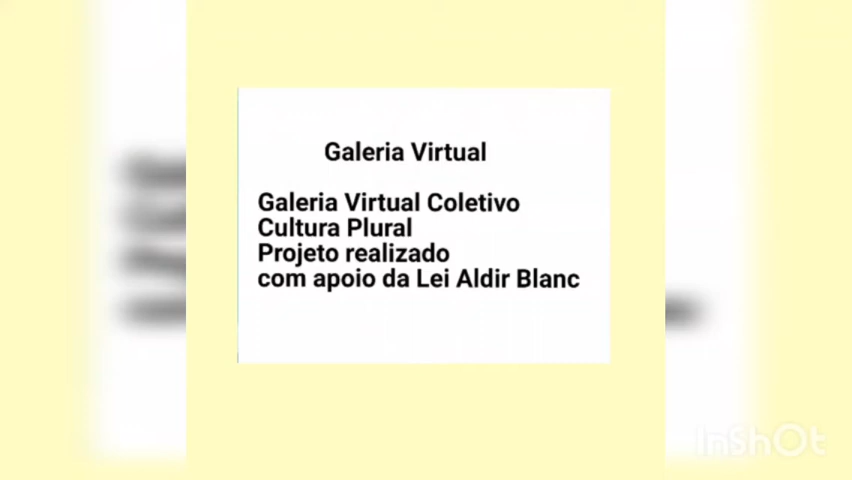 Galeria Virtual
Galeria Virtual Coletivo
Cultura Plural
Projeto realizado
com apoio da Lei Aldir Blanc
InShOt